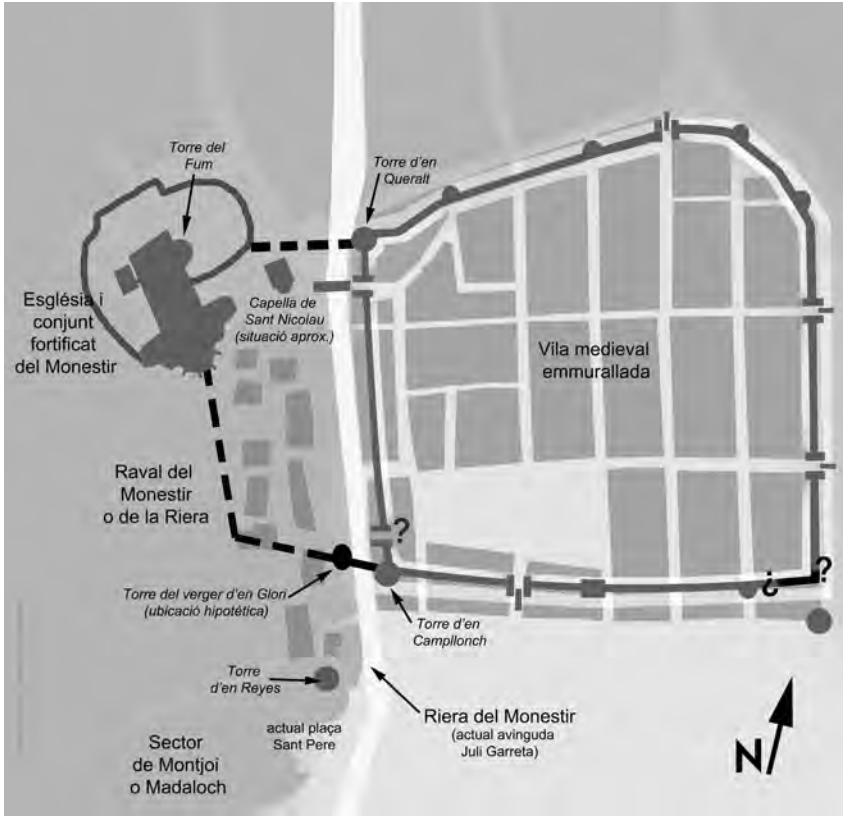 Torre del
Fum
Torre d'en
Queralt
Església i
conjunt
fortificat
del Monestir
Capella de
Sant Nicolau
(situació aprox.)
Vila medieval
emmurallada
Raval del
Monestir
o de la Riera
?
¿
?
Torre del verger d'en Glon
(ubicació hipotètica)
Torre d'en
Campllonch
Torre
d'en Reyes
Riera del Monestir
(actual avinguda
Juli Garreta)
actual plaça
Sant Pere
Sector
de Montjoi
o Madaloch
N